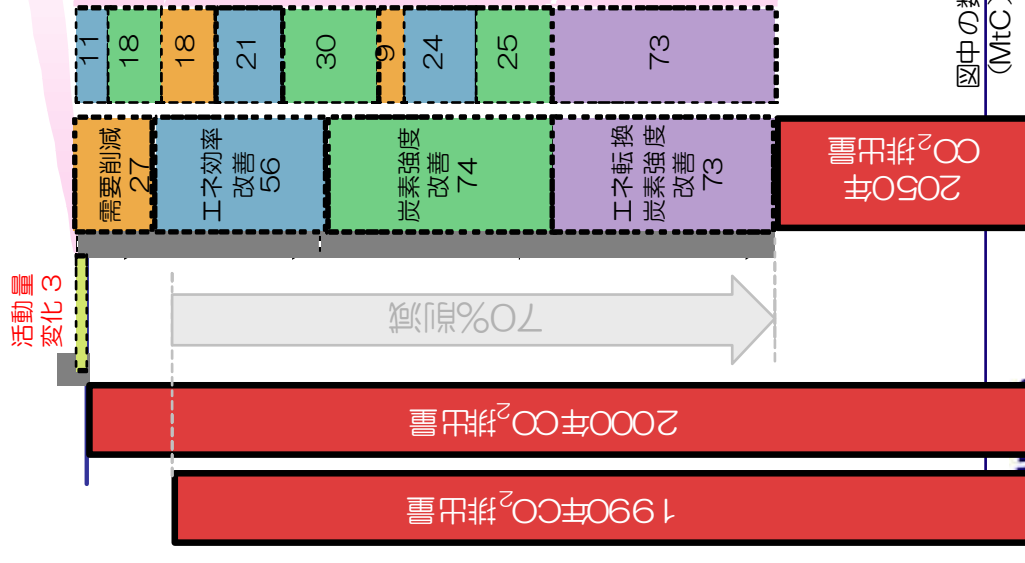 11
18
18
21
30
9
24
25
73
需要削減
27
エネ効率
改善
56
炭素強度
改善
74
エネ転換
炭素強度
改善
73
2050年
CO₂排出量
活動量
変化 3
70%削減
2000年CO₂排出量
1990年CO₂排出量
図中の数
(MtC)